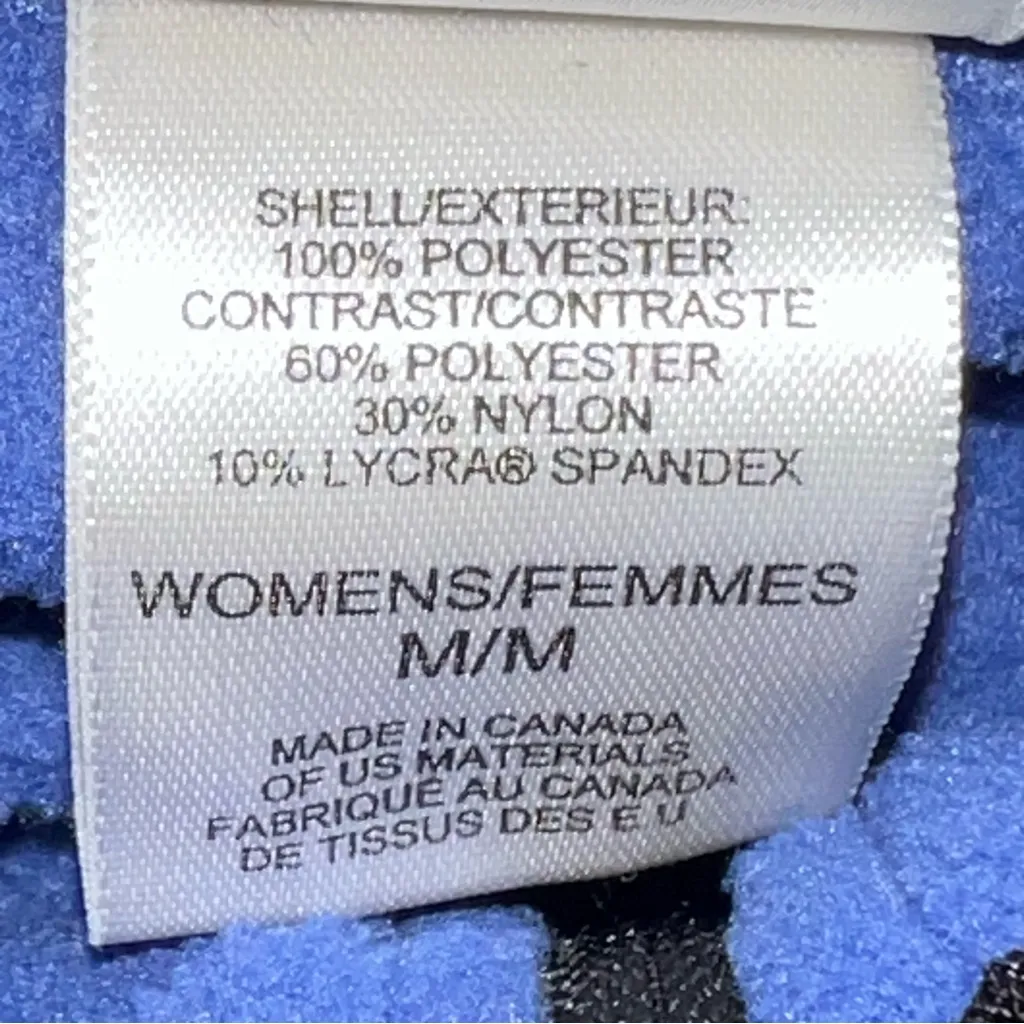 SHELL/EXTERIEUR:
100% POLYESTER
CONTRAST/CONTRASTE
60% POLYESTER
30% NYLON
10% LYCRA® SPANDEX
WOMENS/FEMMES
M/M
MADE IN CANADA
OF US MATERIALS
FABRIQUE AU CANADA
DE TISSUS DES E U